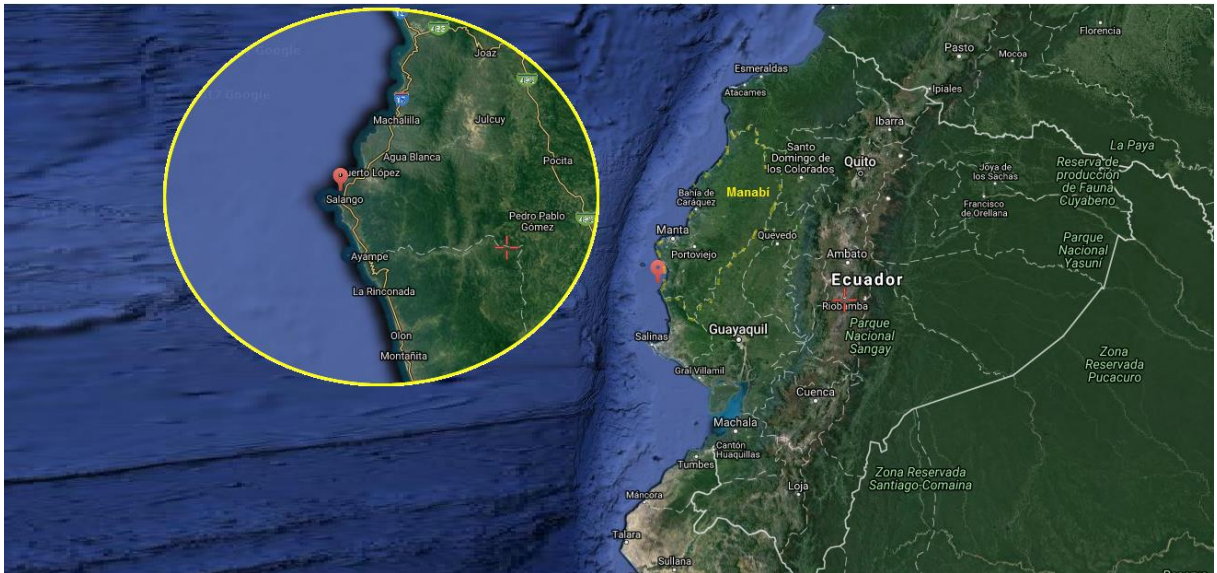 Google
17 Google
Joaz
Machalilla
Julcuy
Agua Blanca
Pocita
uerto López
Salango
Pedro Pablo
Gomez
Ayampe
La Rinconada
Olon
Montañita
Florencia
Pasto
Mocoa
Esmeraldas
Ipiales
Atacames
Ibarra
La Paya
Santo
Domingo de
los Colorados
Quito
Joya de
los Sachas
Reserva de
producción
de Fauna
Cuyabeno
Bahía de
Caráquez
Manabí
Francisco
de Orellana
Manta
Quevedo
Portoviejo
Parque
Nacional
Yasuní
Ambato
Ecuador
Riobamba
Guayaquil
Parque
Nacional
Sangay
Salinas
Zona
Reservada
Pucacuro
Gral Villamil
Cuenca
Machala
Cantón
Huaquillas
Tumbes
Zona Reservada
Santiago-Comaina
Loja
Máncora
Talara
Sullana